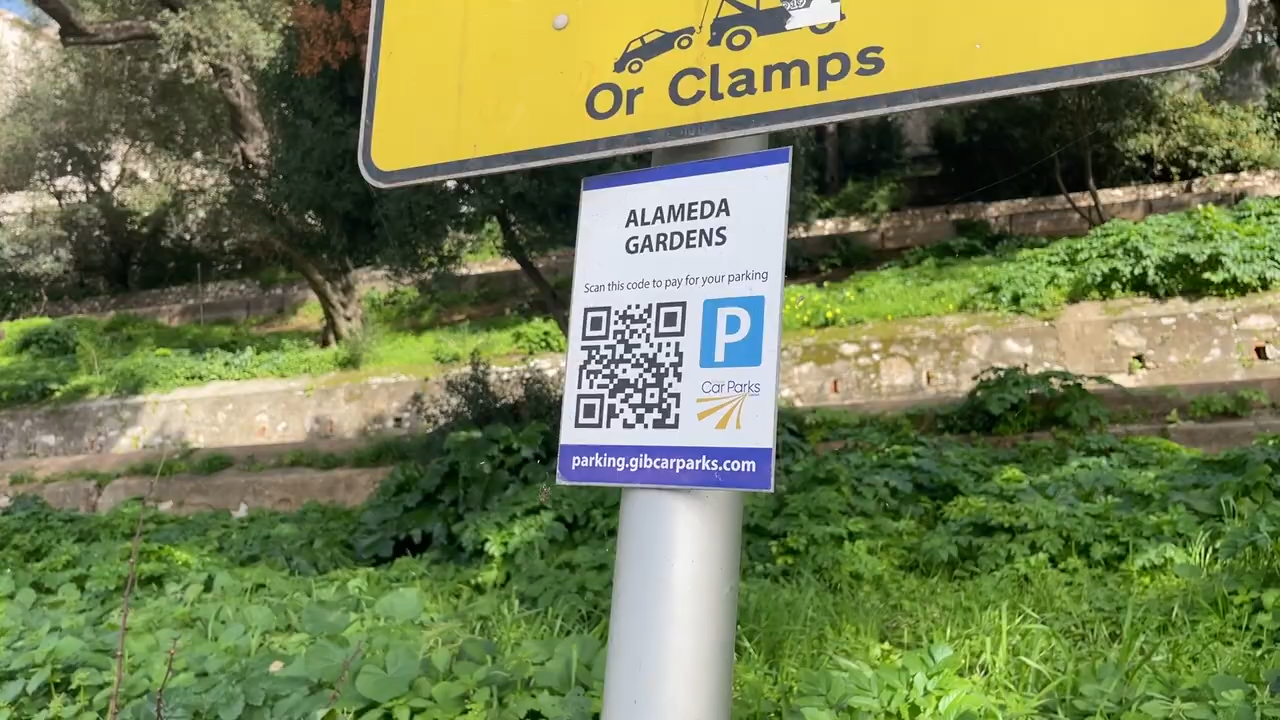 Or Clamps
ALAMEDA
GARDENS
Scan this code to pay for your parking
P
Car Parks
parking.gibcarparks.com